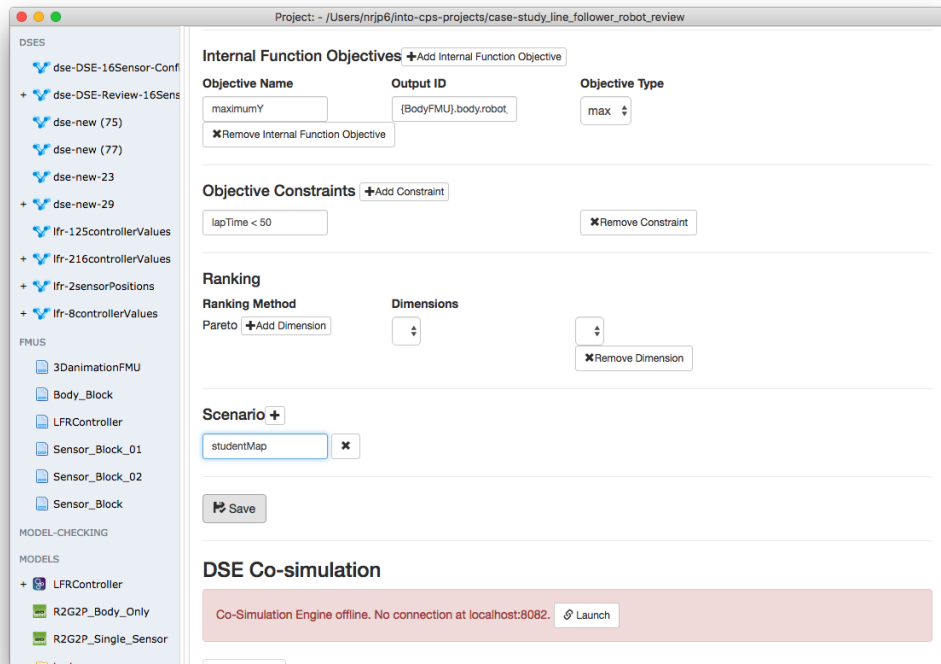 Project: - /Users/nrjp6/into-cps-projects/case-study_line_follower_robot_review
DSES
dse-DSE-16Sensor-Confi
+ dse-DSE-Review-16Sens
dse-new (75)
dse-new (77)
dse-new-23
+ dse-new-29
lfr-125controllerValues
+ lfr-216controllerValues
+ lfr-2sensorPositions
+ lfr-8controllerValues
FMUS
3DanimationFMU
Body_Block
LFRController
Sensor_Block_01
Sensor_Block_02
Sensor_Block
MODEL-CHECKING
MODELS
+ LFRController
R2G2P_Body_Only
R2G2P_Single_Sensor
Internal Function Objectives +Add Internal Function Objective
Objective Name Output ID Objective Type
maximumY {BodyFMU}.body.robot_ max
✖Remove Internal Function Objective
Objective Constraints +Add Constraint
lapTime < 50 ✖Remove Constraint
Ranking
Ranking Method Dimensions
Pareto +Add Dimension
✖Remove Dimension
Scenario +
studentMap ✖
Save
DSE Co-simulation
Co-Simulation Engine offline. No connection at localhost:8082. Launch